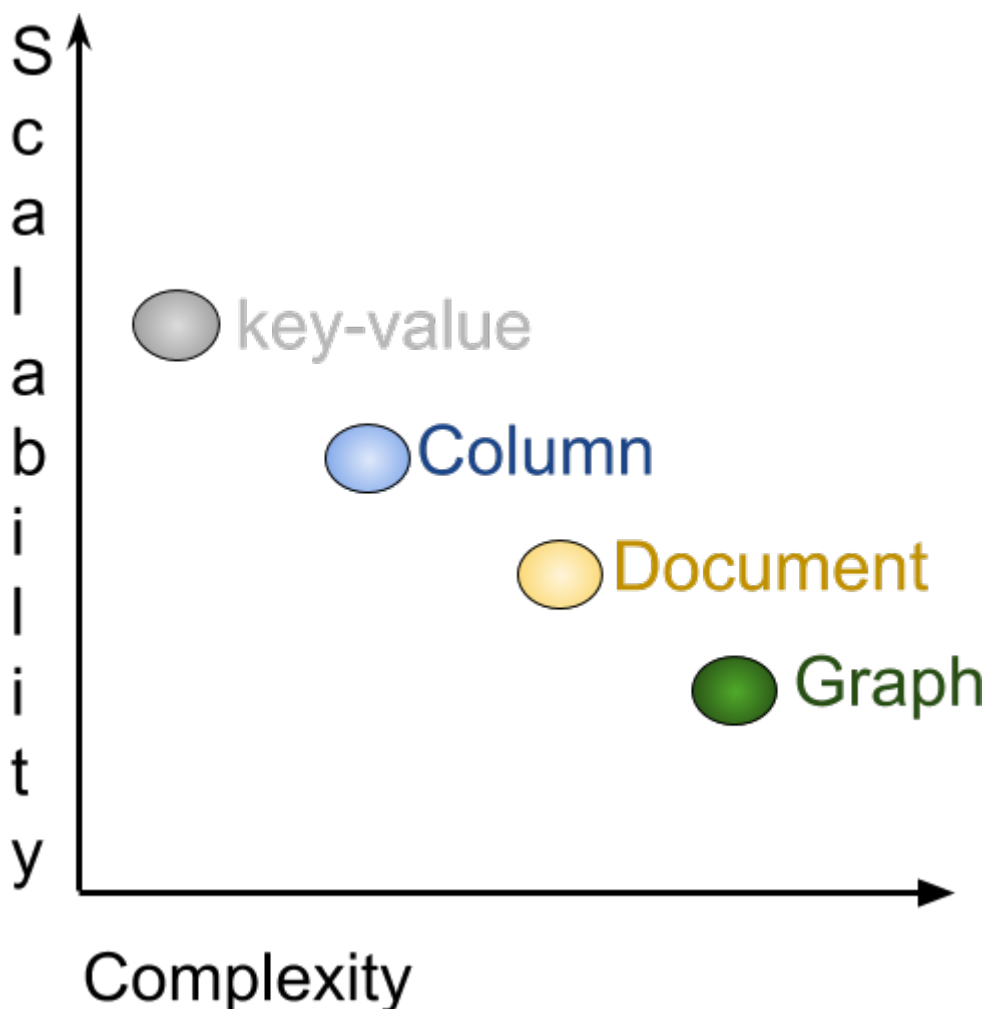 Scalability
key-value
Column
Document
Graph
Complexity